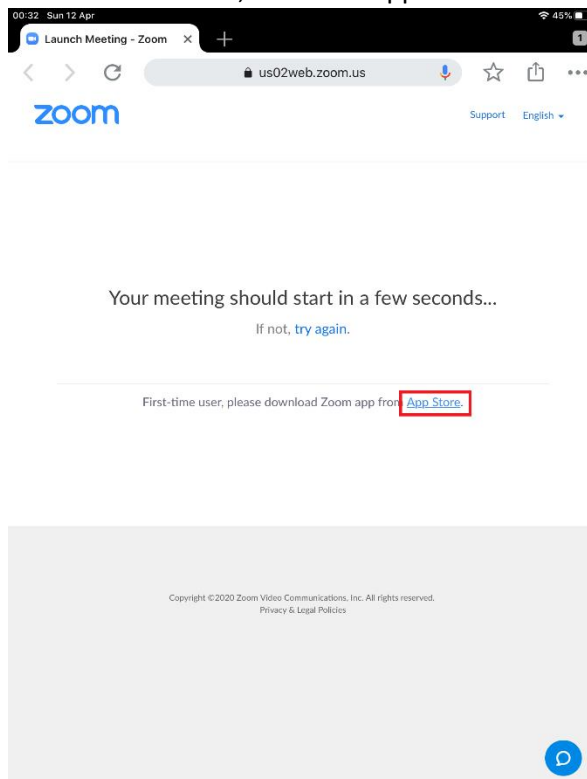 00:32 Sun 12 Apr 45%
Launch Meeting - Zoom 1
us02web.zoom.us
zoom
Support English
Your meeting should start in a few seconds...
If not, try again.
First-time user, please download Zoom app from App Store.
Copyright ©2020 Zoom Video Communications, Inc. All rights reserved.
Privacy & Legal Policies